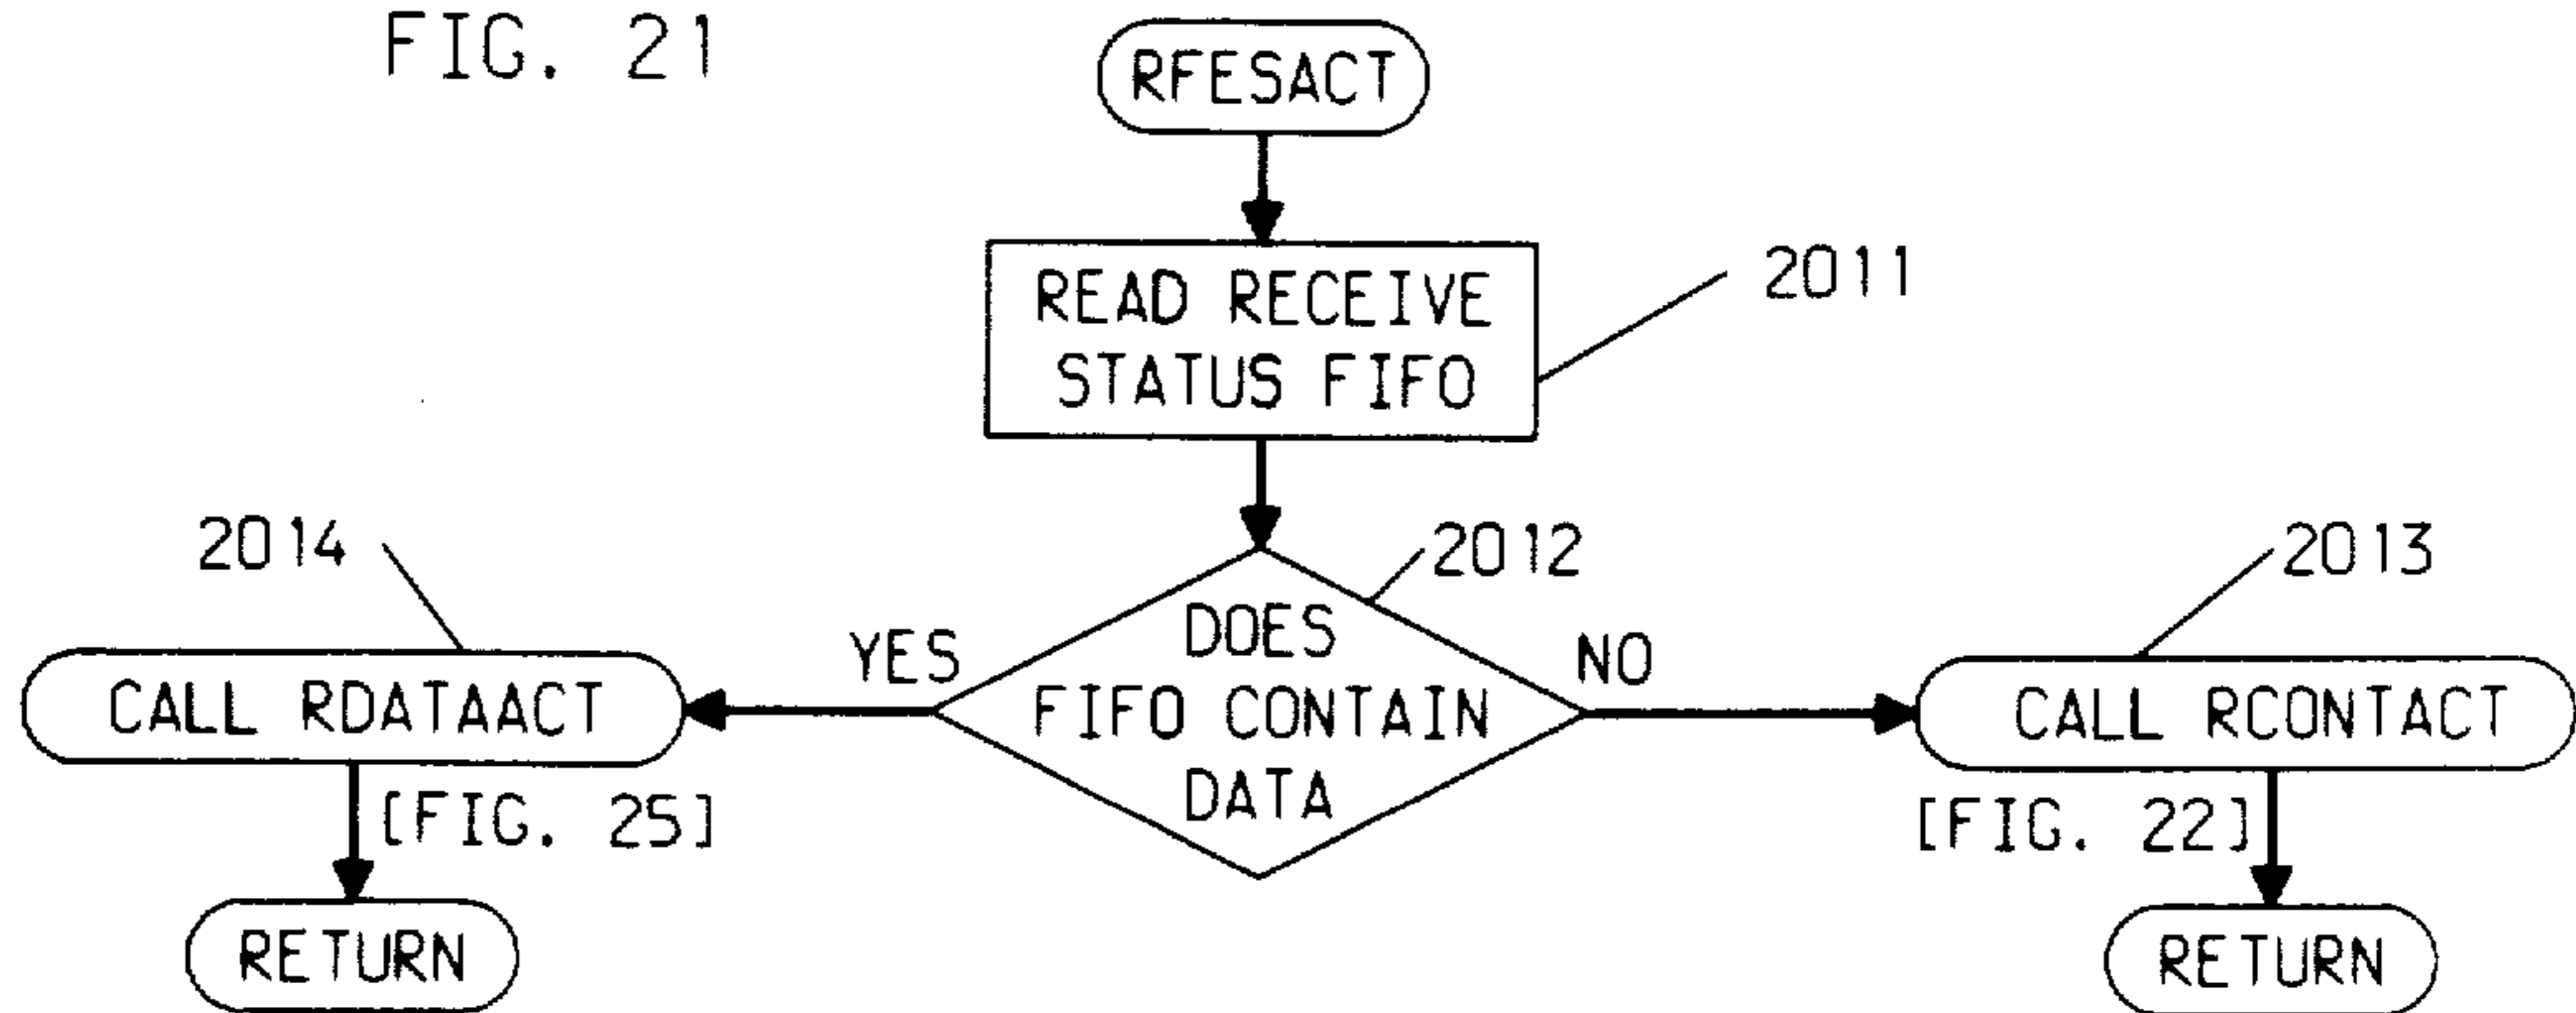 FIG. 21
RFESACT
READ RECEIVE
STATUS FIFO
2011
2014
2012
2013
YES
DOES
FIFO CONTAIN
DATA
NO
CALL RDATAACT
CALL RCONTACT
[FIG. 25]
[FIG. 22]
RETURN
RETURN